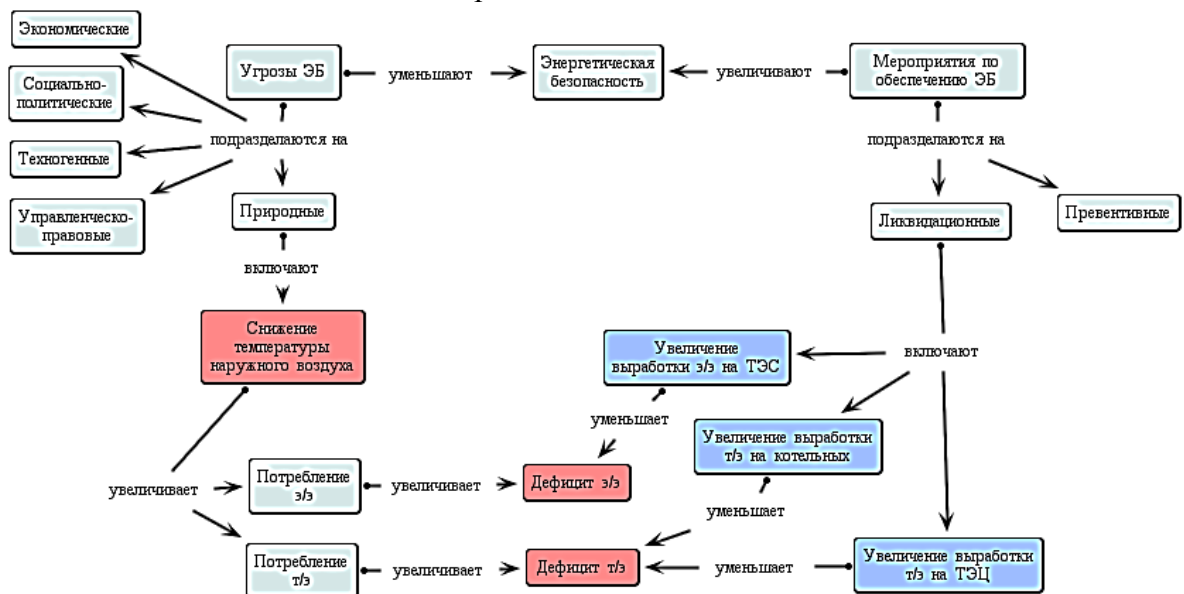 Экономические
Социально-
политические
Техногенные
Управленческо-
правовые
Угрозы ЭБ
уменьшают
Энергетическая
безопасность
увеличивают
Мероприятия по
обеспечению ЭБ
подразделаются на
подразделаются на
Природные
Ликвидационные
Превентивные
включают
Снижение
температуры
наружного воздуха
Увеличение
выработки э/э на ТЭС
включают
уменьшает
Увеличение выработки
т/э на котельных
увеличивает
Потребление
э/э
увеличивает
Дефицит э/э
уменьшает
Потребление
т/э
увеличивает
Дефицит т/э
уменьшает
Увеличение выработки
т/э на ТЭЦ